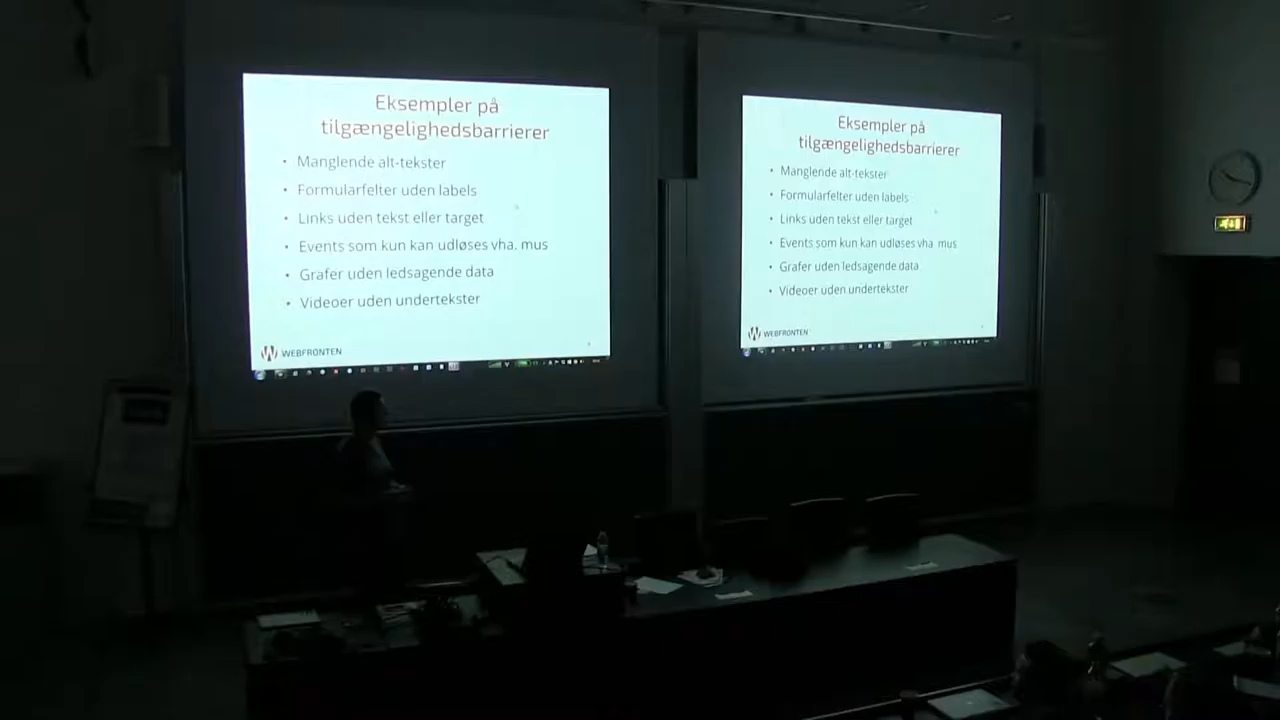 Eksempler på
tilgængelighedsbarrierer
• Manglende alt-tekster
• Formularfelter uden labels
• Links uden tekst eller target
• Events som kun kan udløses vha. mus
• Grafer uden ledsagende data
• Videoer uden undertekster
WEBFRONTEN
Eksempler på
tilgængelighedsbarrierer
• Manglende alt-tekster
• Formularfelter uden labels
• Links uden tekst eller target
• Events som kun kan udløses vha. mus
• Grafer uden ledsagende data
• Videoer uden undertekster
WEBFRONTEN